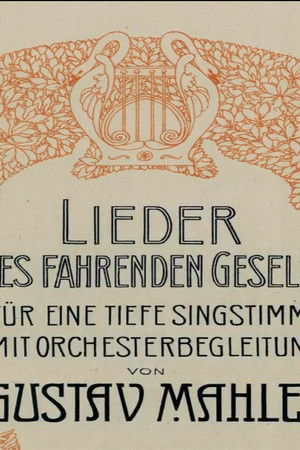 LIEDER
ES FAHRENDEN GESEL
ÜR EINE TIEFE SINGSTIMM
MIT ORCHESTERBEGLEITUN
VON
GUSTAV MAHLE